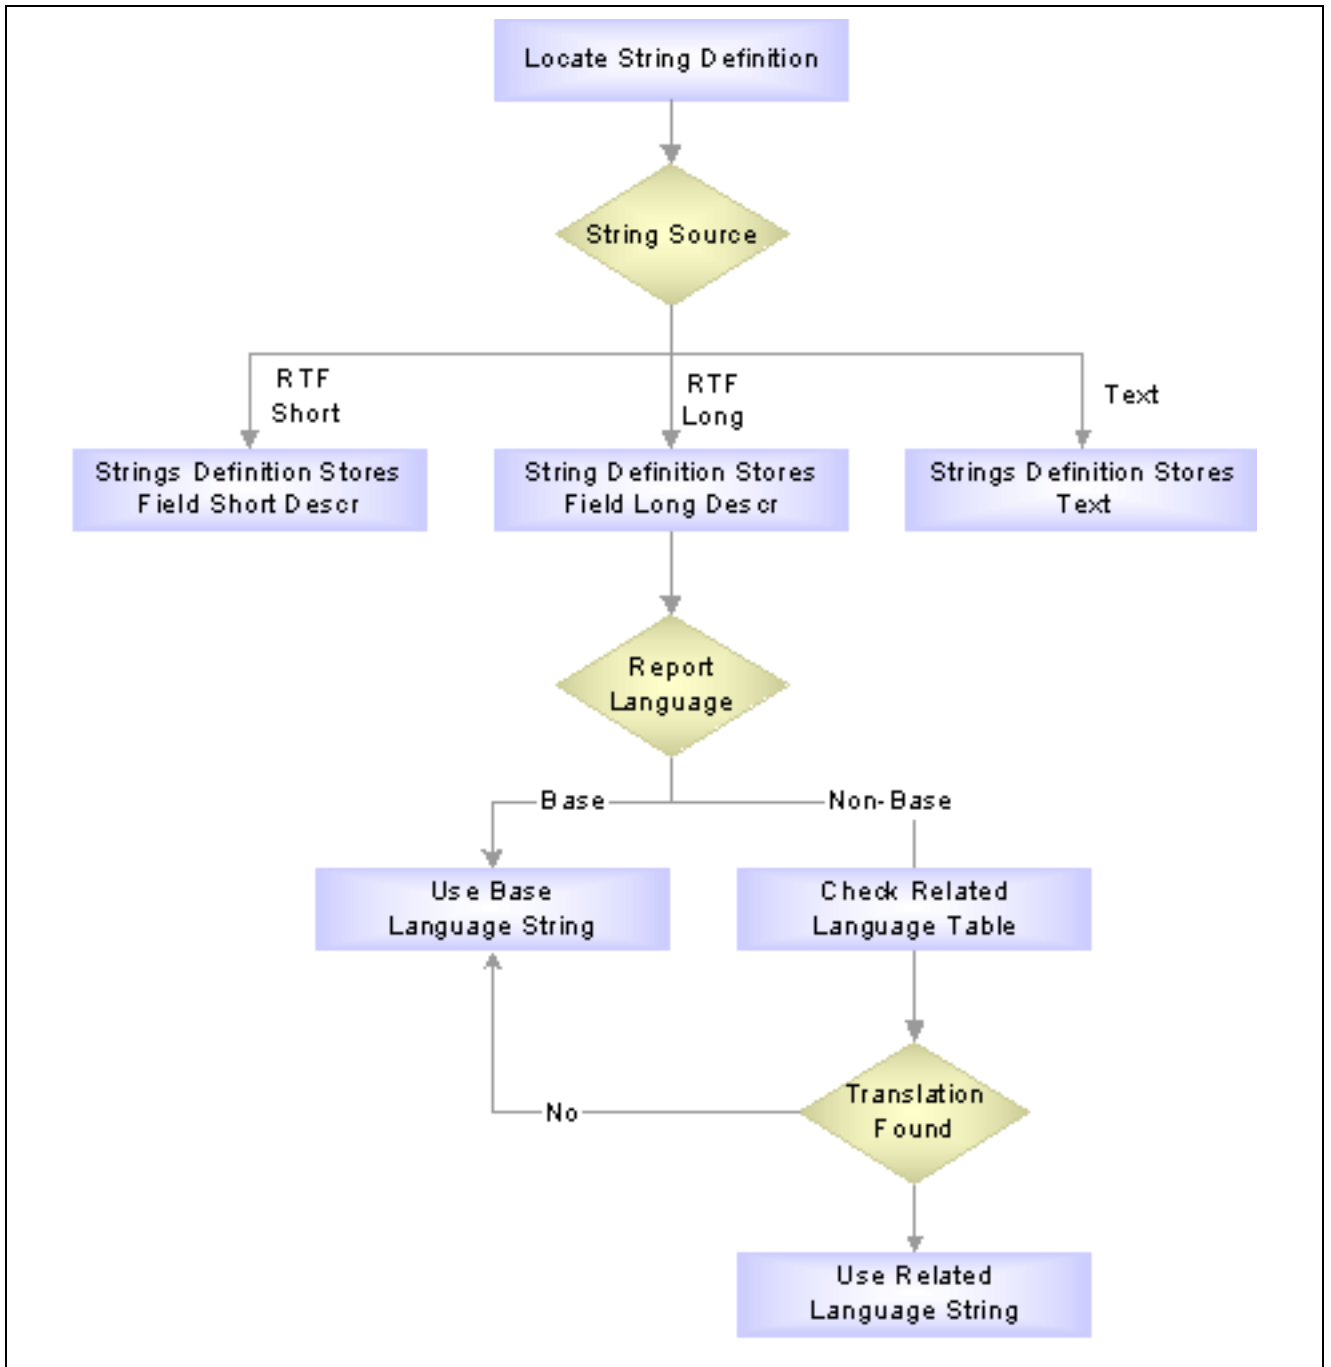 Locate String Definition
String Source
RTF
Short
RTF
Long
Text
Strings Definition Stores
Field Short Descr
String Definition Stores
Field Long Descr
Strings Definition Stores
Text
Report
Language
Base
Non-Base
Use Base
Language String
Check Related
Language Table
Translation
Found
No
Use Related
Language String